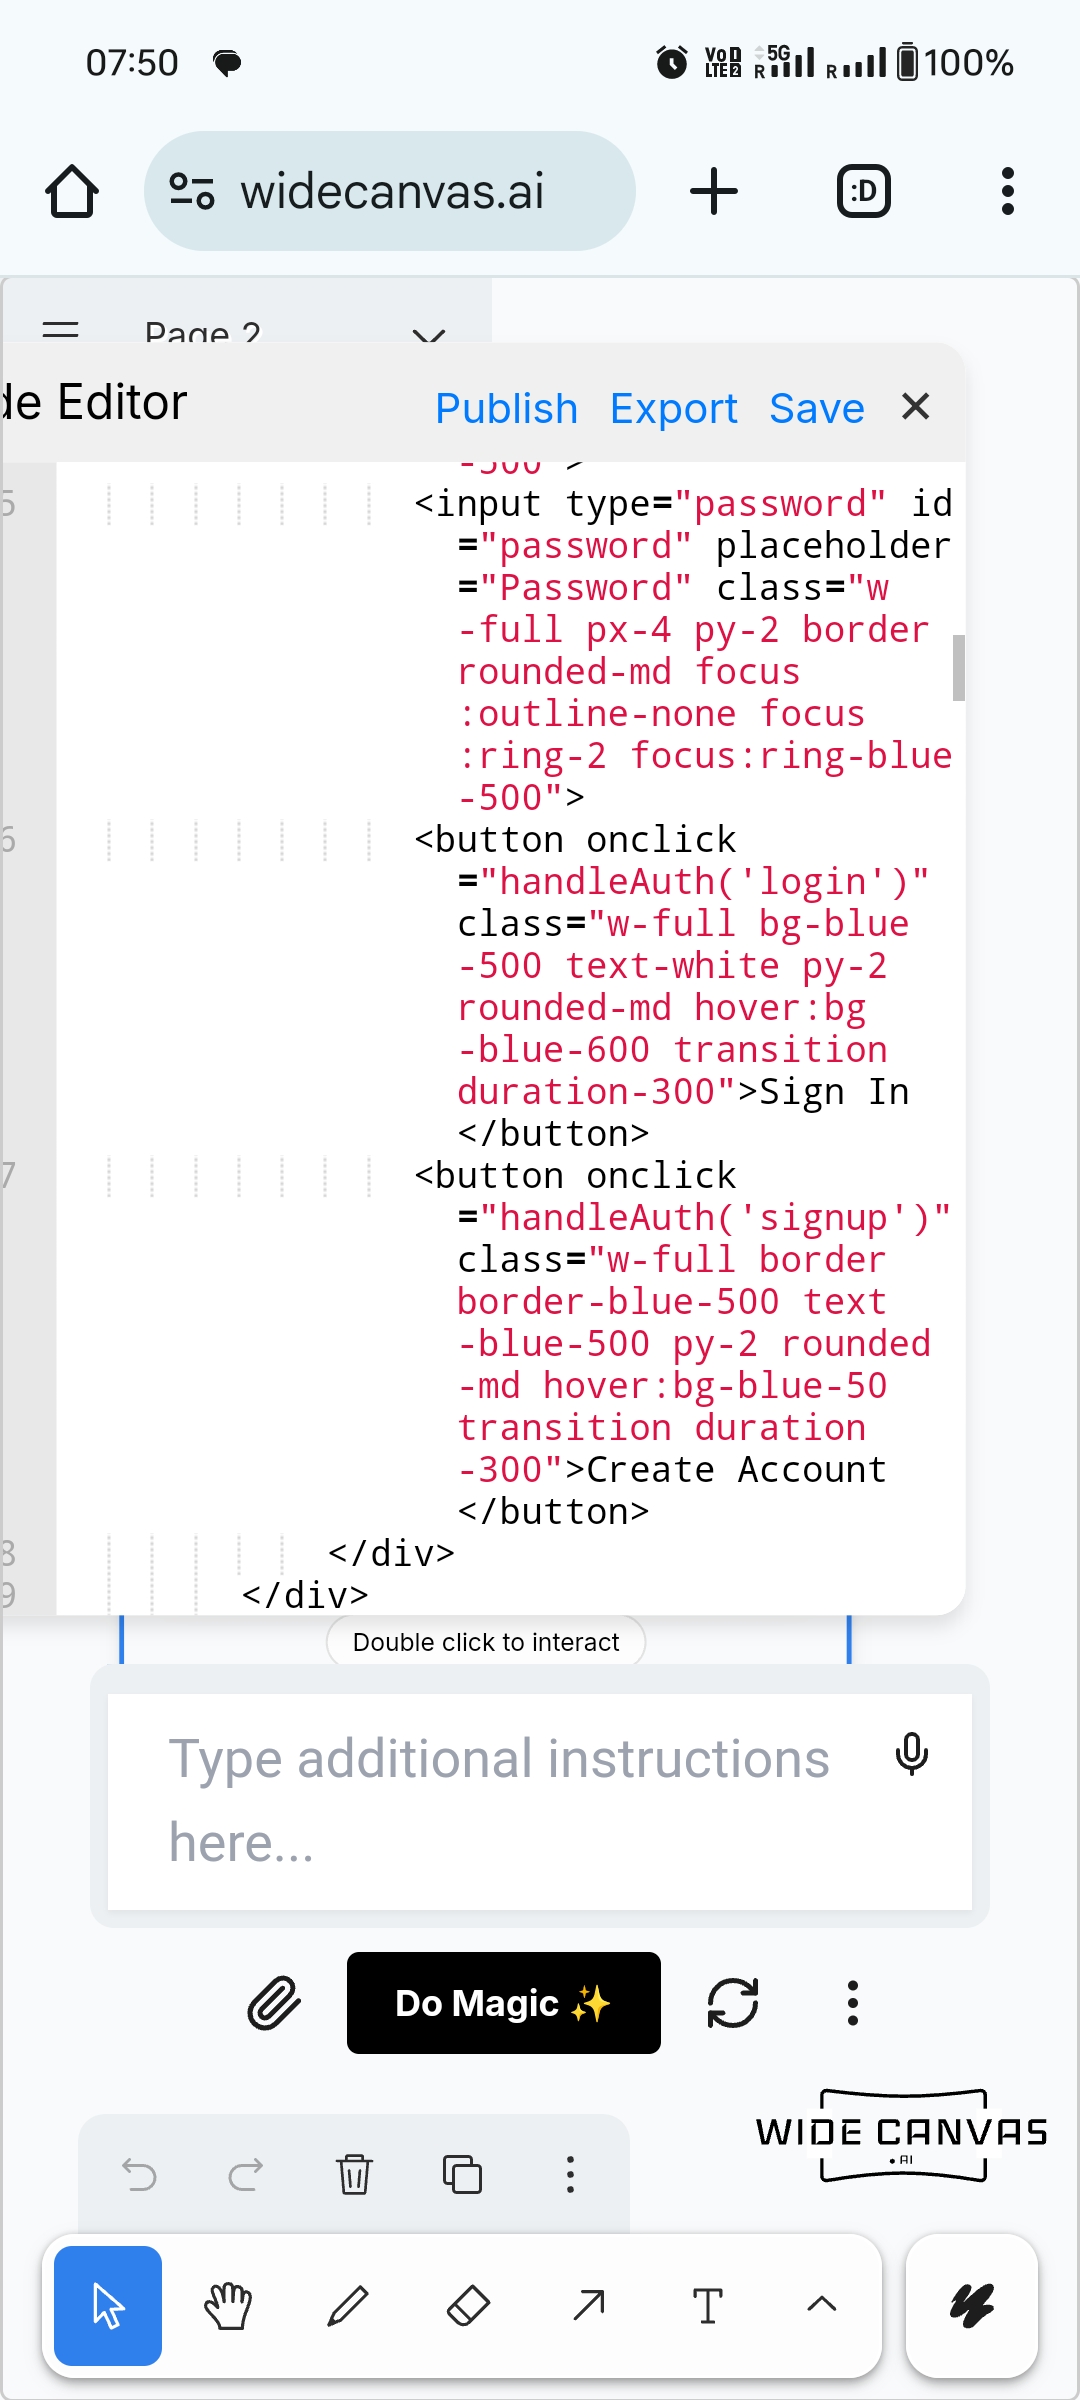 07:50
Vo 1
LTE 2
5G
R
R
100%
widecanvas.ai
:D
Page 2
de Editor
Publish Export Save ✕
-500">
5 <input type="password" id
="password" placeholder
="Password" class="w
-full px-4 py-2 border
rounded-md focus
:outline-none focus
:ring-2 focus:ring-blue
-500">
6 <button onclick
="handleAuth('login')"
class="w-full bg-blue
-500 text-white py-2
rounded-md hover:bg
-blue-600 transition
duration-300">Sign In
</button>
7 <button onclick
="handleAuth('signup')"
class="w-full border
border-blue-500 text
-blue-500 py-2 rounded
-md hover:bg-blue-50
transition duration
-300">Create Account
</button>
8 </div>
9 </div>
Double click to interact
Type additional instructions
here...
Do Magic ✨
WIDE CANVAS
.AI